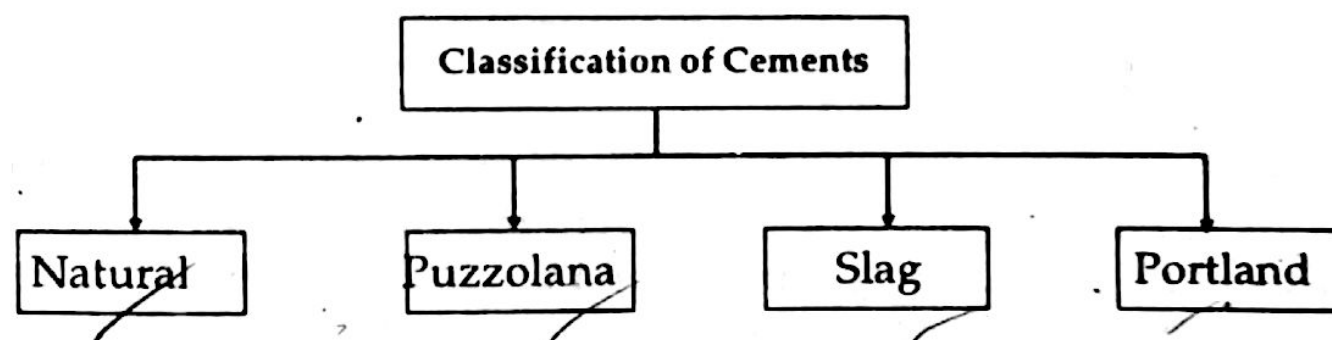 Classification of Cements
Natural
Puzzolana
Slag
Portland